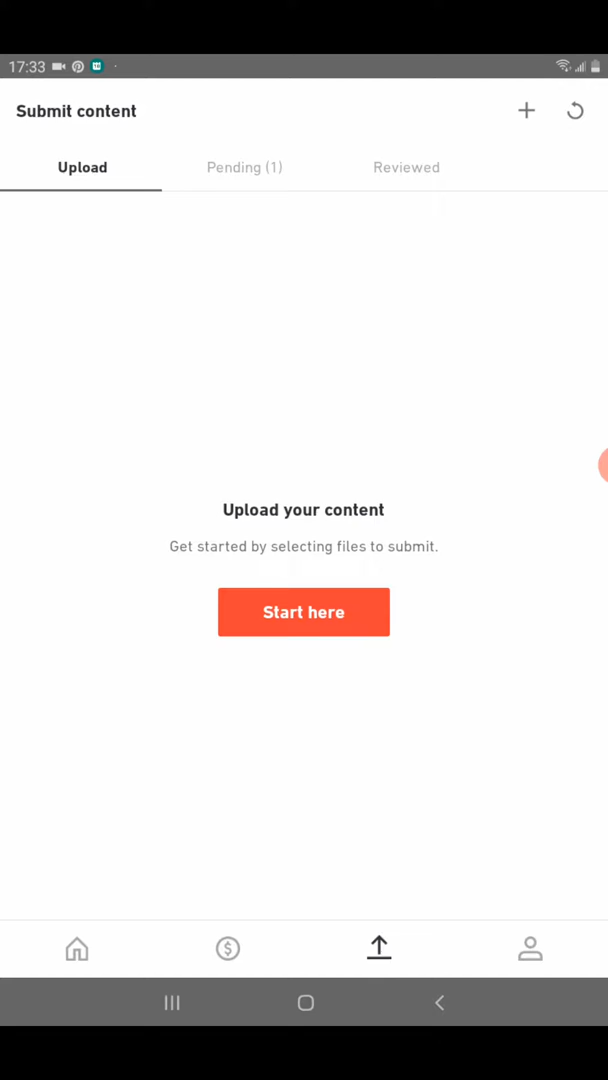 17:33
Submit content
Upload
Pending (1)
Reviewed
Upload your content
Get started by selecting files to submit.
Start here